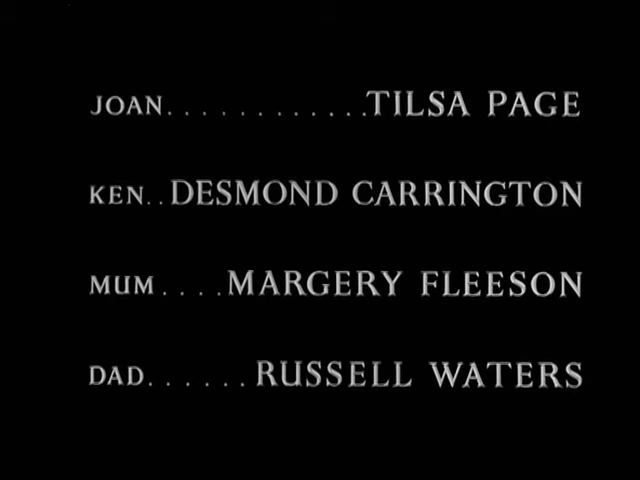 JOAN. . . . . . . . . . . . .TILSA PAGE
KEN. . DESMOND CARRINGTON
MUM . . . . MARGERY FLEESON
DAD. . . . . . RUSSELL WATERS